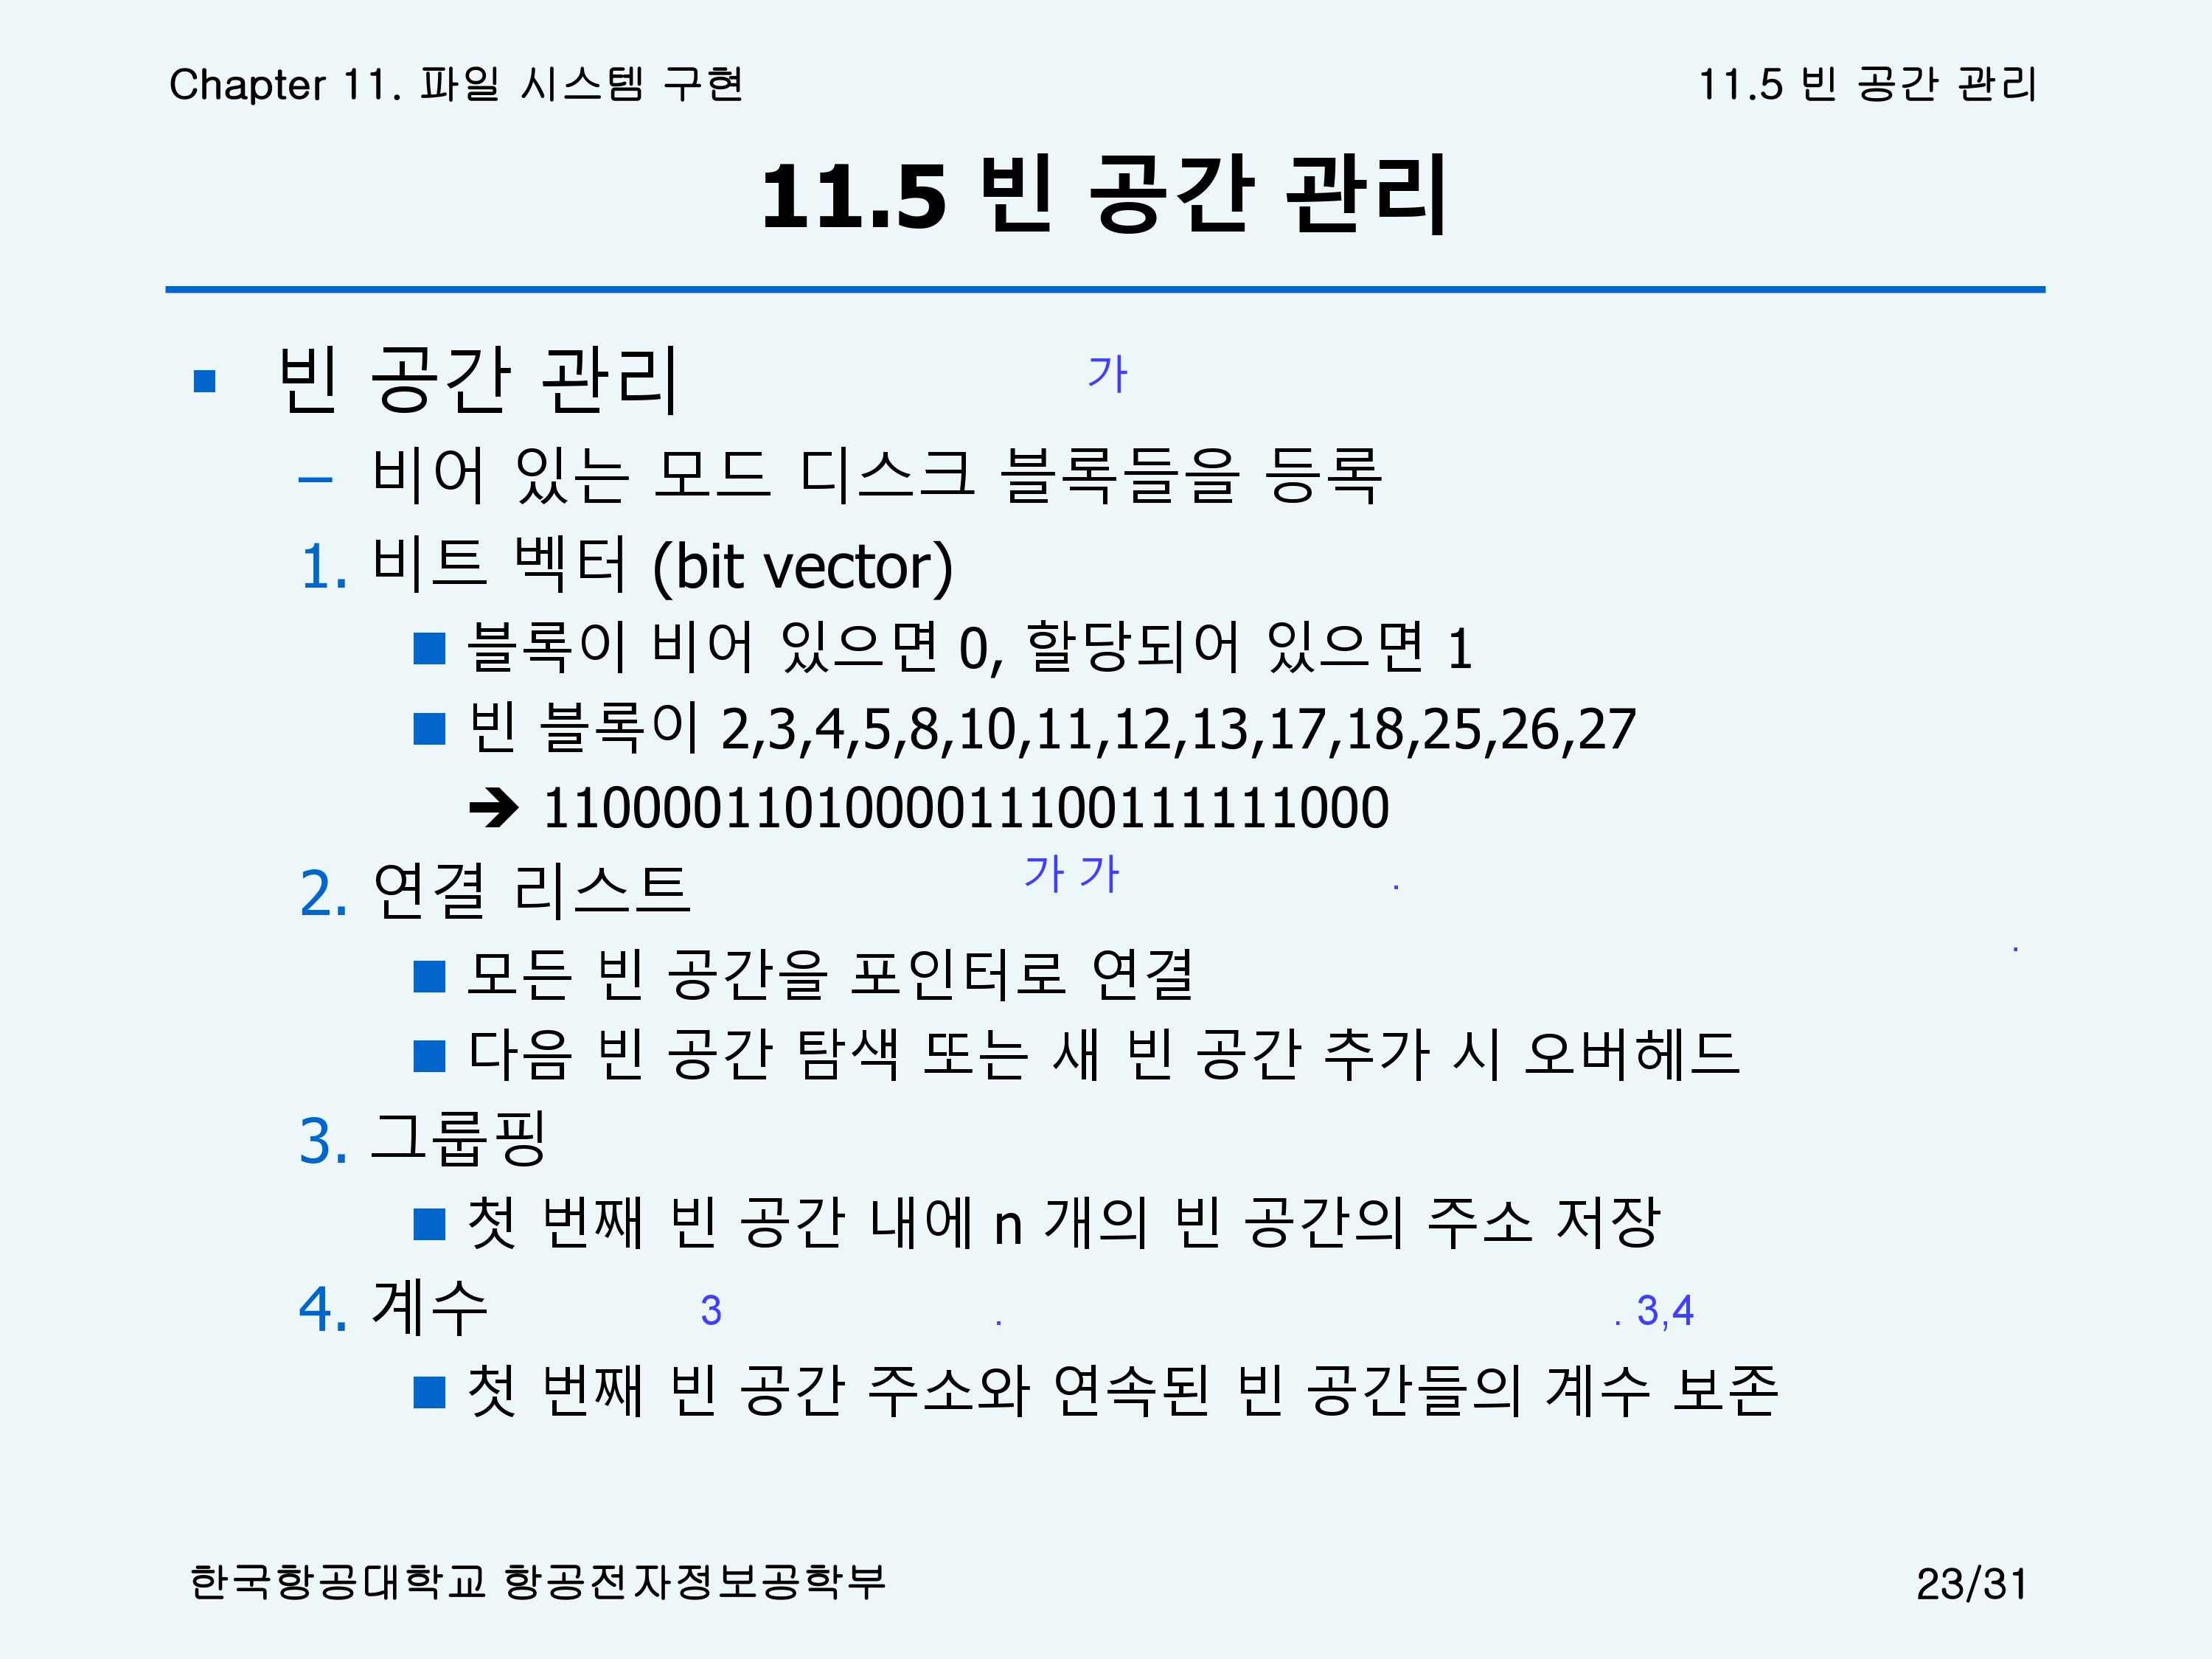 Chapter 11. 파일 시스템 구현
11.5 빈 공간 관리
11.5 빈 공간 관리
■ 빈 공간 관리 가
– 비어 있는 모드 디스크 블록들을 등록
1. 비트 벡터 (bit vector)
■ 블록이 비어 있으면 0, 할당되어 있으면 1
■ 빈 블록이 2,3,4,5,8,10,11,12,13,17,18,25,26,27
➔ 1100001101000011100111111000
2. 연결 리스트 가 가 .
.
■ 모든 빈 공간을 포인터로 연결
■ 다음 빈 공간 탐색 또는 새 빈 공간 추가 시 오버헤드
3. 그룹핑
■ 첫 번째 빈 공간 내에 n 개의 빈 공간의 주소 저장
4. 계수 3 . . 3,4
■ 첫 번째 빈 공간 주소와 연속된 빈 공간들의 계수 보존
한국항공대학교 항공전자정보공학부
23/31